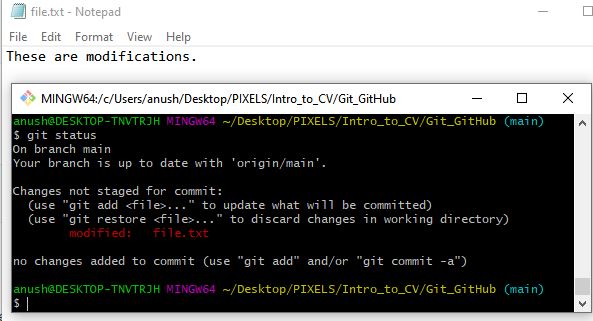 file.txt - Notepad
File Edit Format View Help
These are modifications.
MINGW64:/c/Users/anush/Desktop/PIXELS/Intro_to_CV/Git_GitHub
anush@DESKTOP-TNVTRJH MINGW64 ~/Desktop/PIXELS/Intro_to_CV/Git_GitHub (main)
$ git status
On branch main
Your branch is up to date with 'origin/main'.
Changes not staged for commit:
(use "git add <file>..." to update what will be committed)
(use "git restore <file>..." to discard changes in working directory)
modified: file.txt
no changes added to commit (use "git add" and/or "git commit -a")
anush@DESKTOP-TNVTRJH MINGW64 ~/Desktop/PIXELS/Intro_to_CV/Git_GitHub (main)
$